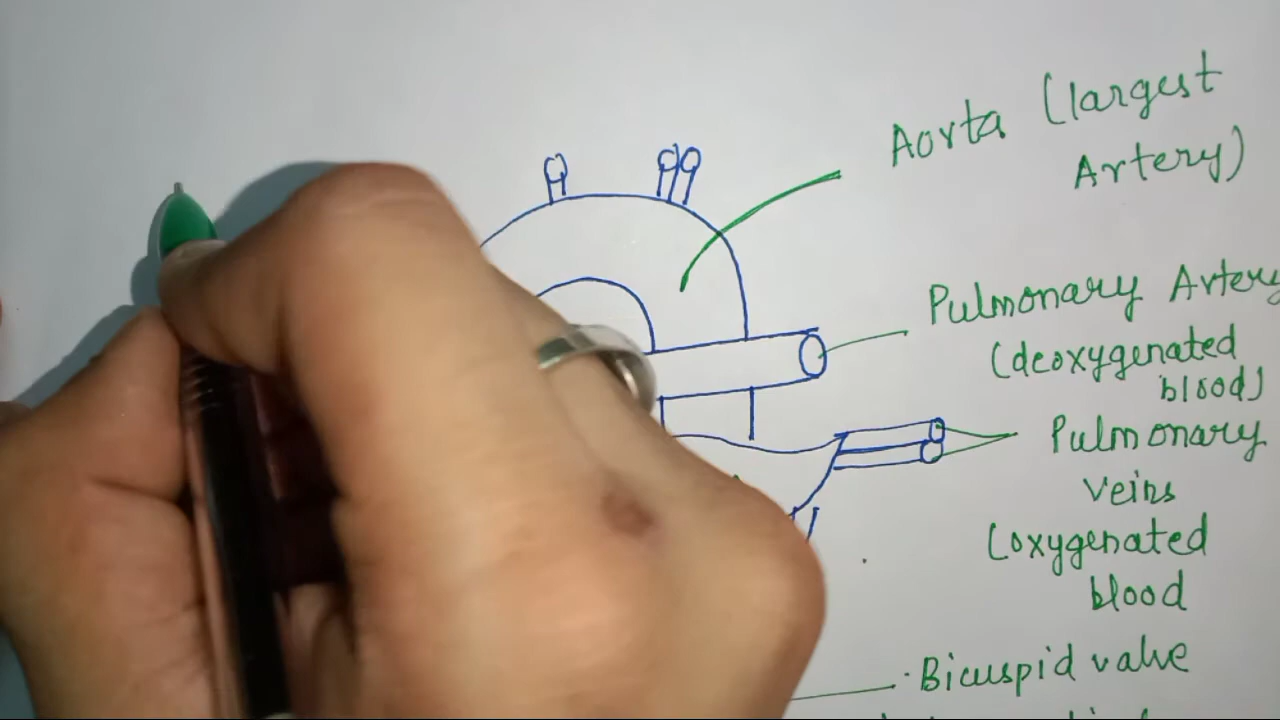 Aorta (largest
Artery)
Pulmonary Artery
(deoxygenated
blood)
Pulmonary
veins
(oxygenated
blood
Bicuspid valve